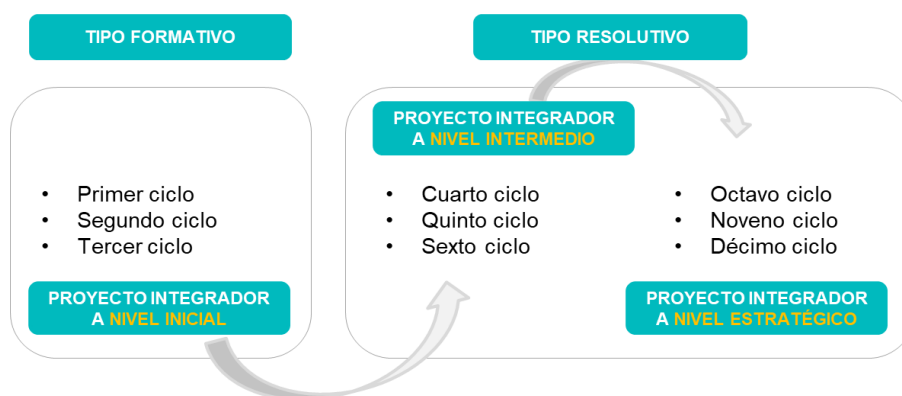 TIPO FORMATIVO
TIPO RESOLUTIVO
• Primer ciclo
• Segundo ciclo
• Tercer ciclo
PROYECTO INTEGRADOR
A NIVEL INICIAL
PROYECTO INTEGRADOR
A NIVEL INTERMEDIO
• Cuarto ciclo
• Quinto ciclo
• Sexto ciclo
• Octavo ciclo
• Noveno ciclo
• Décimo ciclo
PROYECTO INTEGRADOR
A NIVEL ESTRATÉGICO